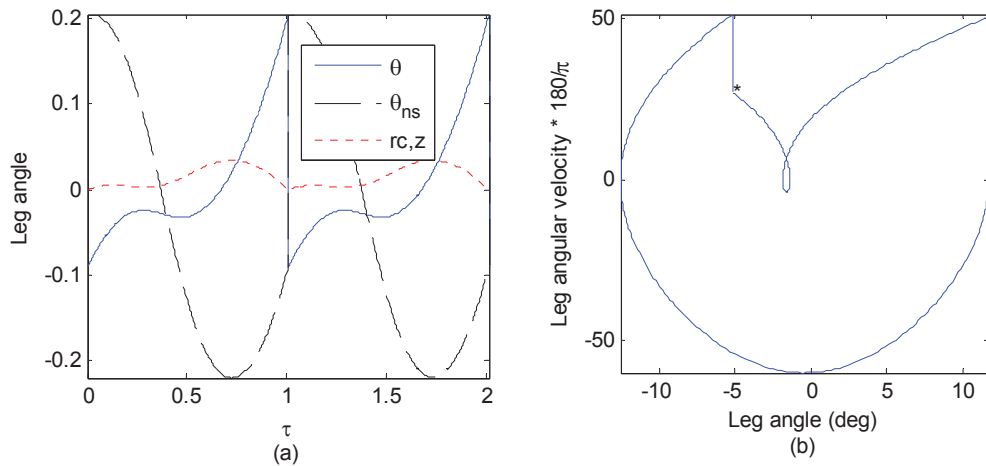 0.2
0.1
0
-0.1
-0.2
Leg angle
0
0.5
1
1.5
2
τ
(a)
θ
θns
rc,z
50
0
-50
Leg angular velocity * 180/π
*
-10
-5
0
5
10
Leg angle (deg)
(b)